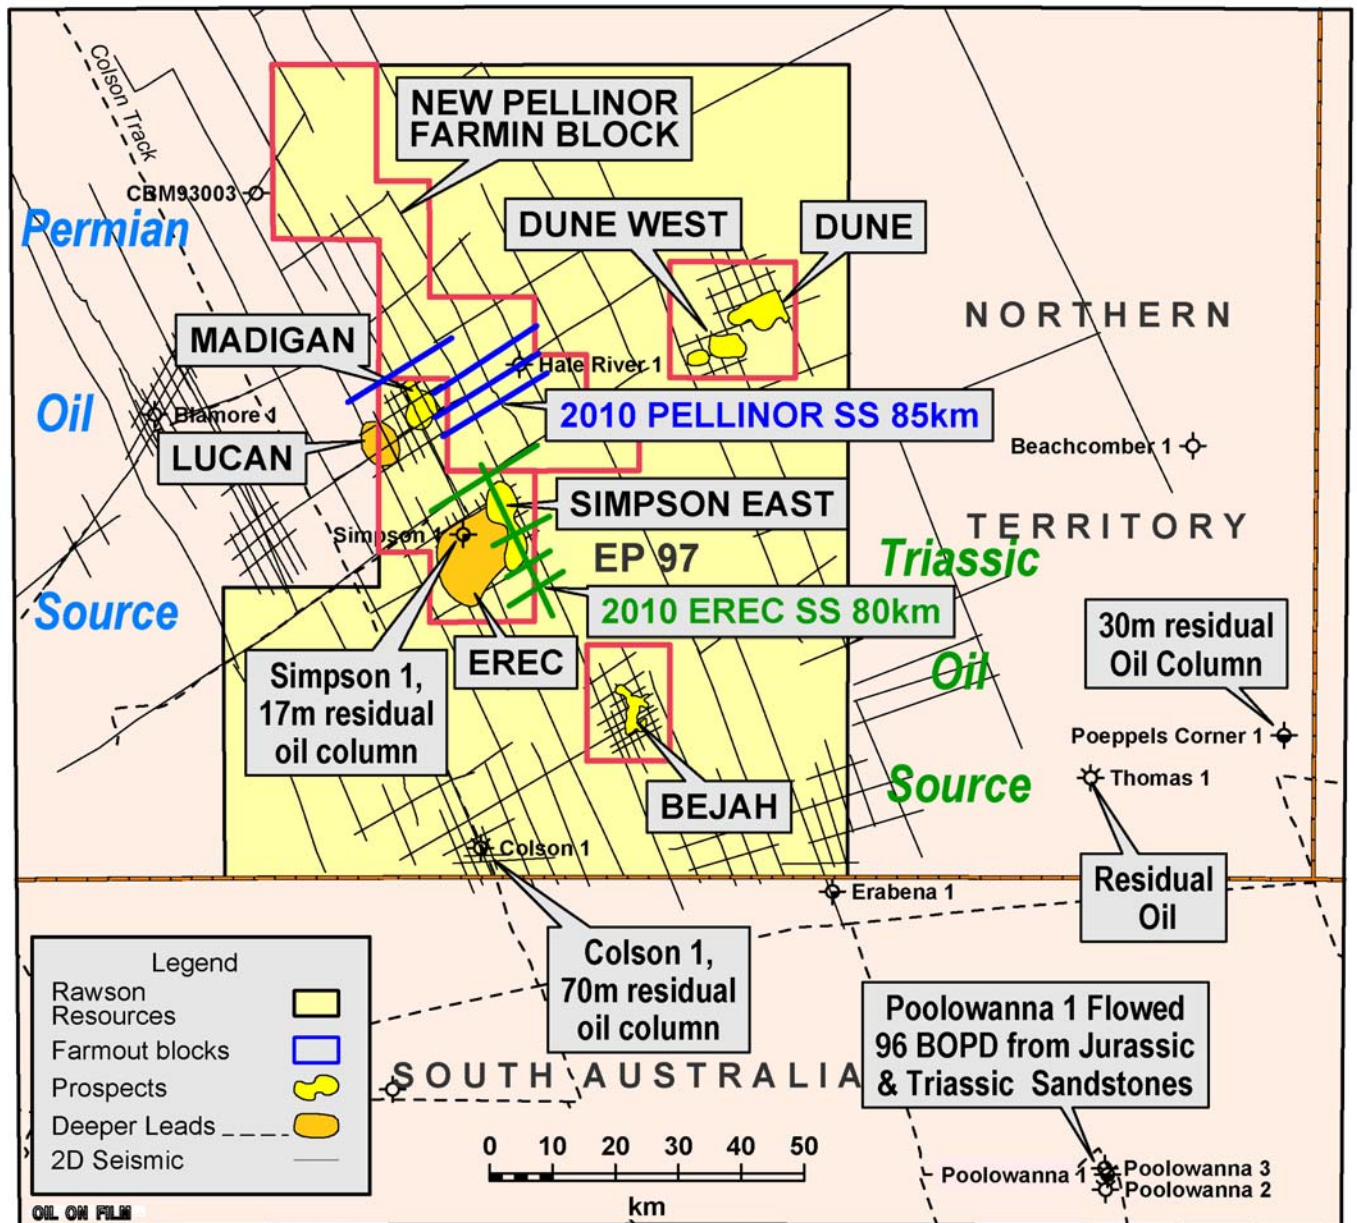 Colson Track
NEW PELLINOR
FARMIN BLOCK
CBM93003
Permian
DUNE WEST
DUNE
NORTHERN
MADIGAN
Hale River 1
Oil
Blamore 1
2010 PELLINOR SS 85km
Beachcomber 1
LUCAN
SIMPSON EAST
TERRITORY
Simpson 1
EP 97
Triassic
Source
2010 EREC SS 80km
30m residual
Oil Column
EREC
Oil
Simpson 1,
17m residual
oil column
Poeppels Corner 1
Thomas 1
Source
BEJAH
Colson 1
Residual
Oil
Erabena 1
Colson 1,
70m residual
oil column
Poolowanna 1 Flowed
96 BOPD from Jurassic
& Triassic Sandstones
SOUTH AUSTRALIA
Legend
Rawson
Resources
Farmout blocks
Prospects
Deeper Leads
2D Seismic
0 10 20 30 40 50
km
Poolowanna 1
Poolowanna 3
Poolowanna 2
OIL ON FILM